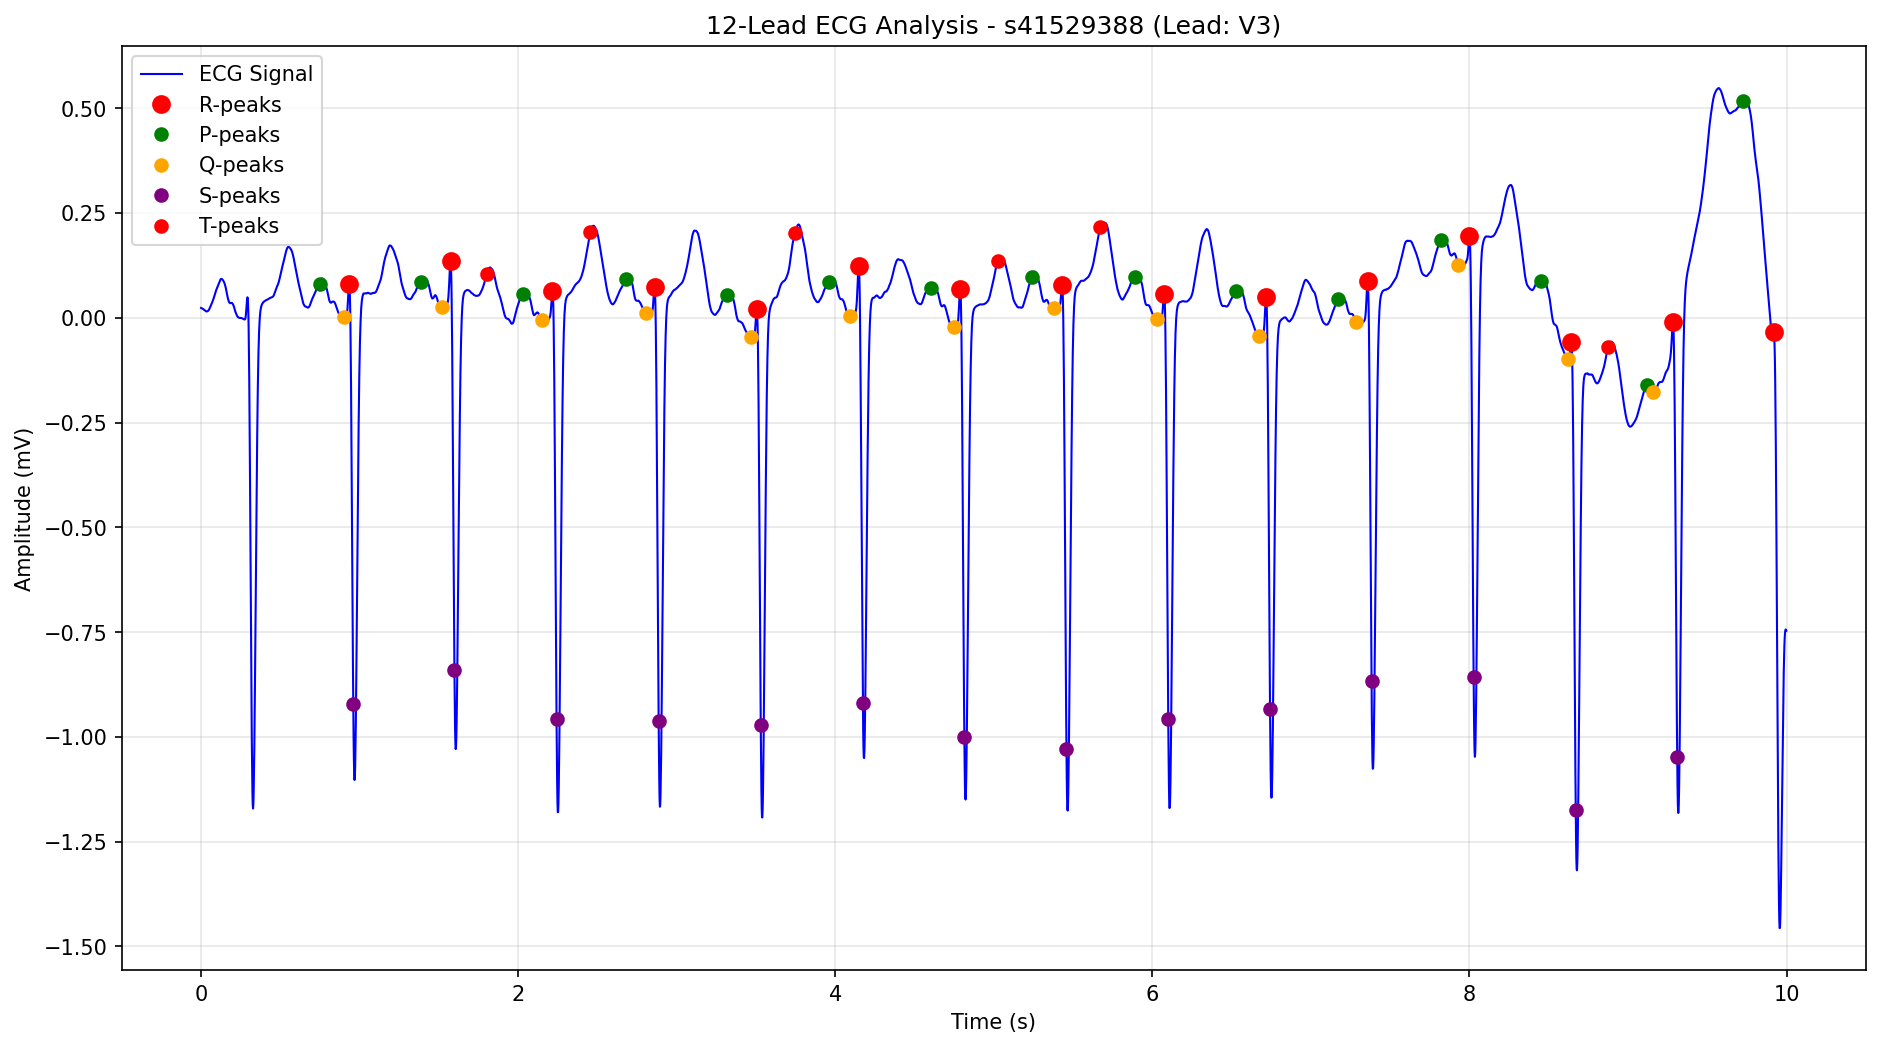 12-Lead ECG Analysis - s41529388 (Lead: V3)
ECG Signal
R-peaks
P-peaks
Q-peaks
S-peaks
T-peaks
0.50
0.25
0.00
−0.25
−0.50
−0.75
−1.00
−1.25
−1.50
Amplitude (mV)
0 2 4 6 8 10
Time (s)